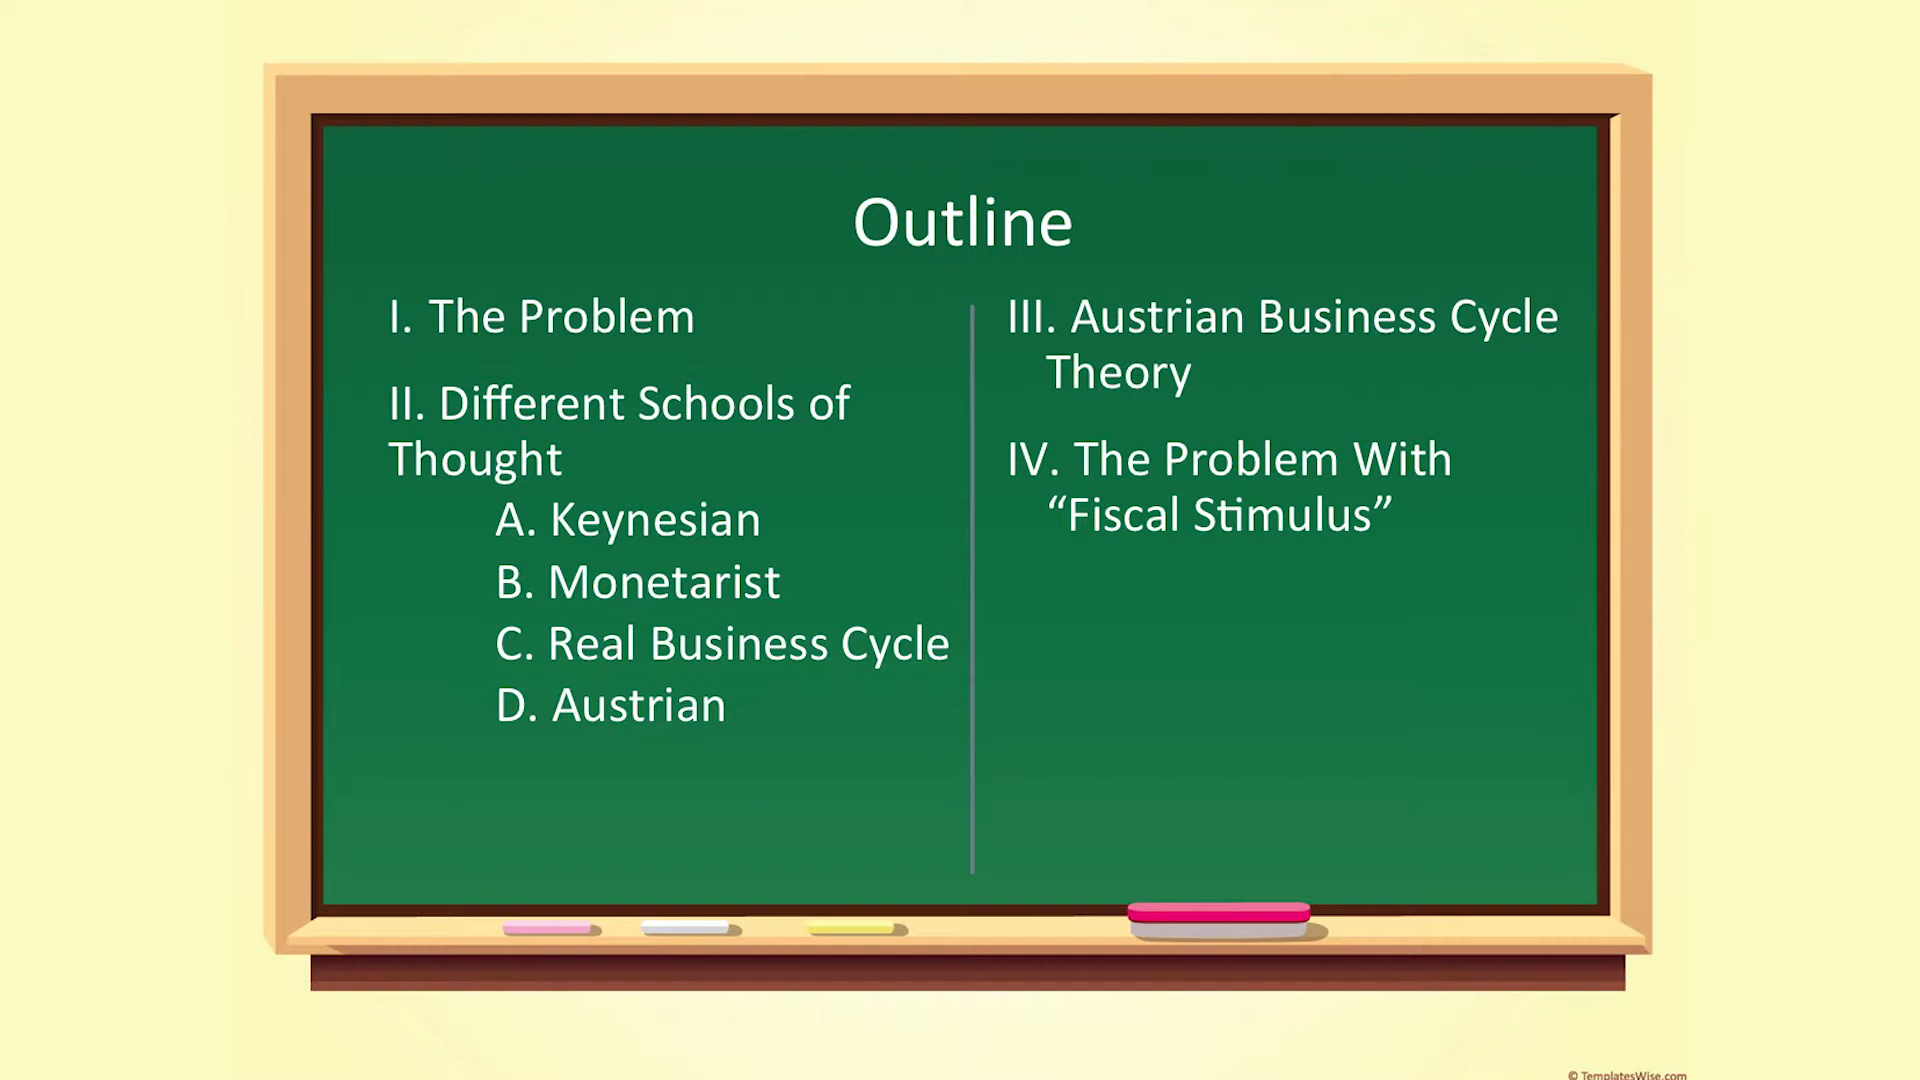 Outline
I. The Problem
II. Different Schools of
Thought
A. Keynesian
B. Monetarist
C. Real Business Cycle
D. Austrian
III. Austrian Business Cycle
Theory
IV. The Problem With
“Fiscal Stimulus”
© TemplatesWise.com